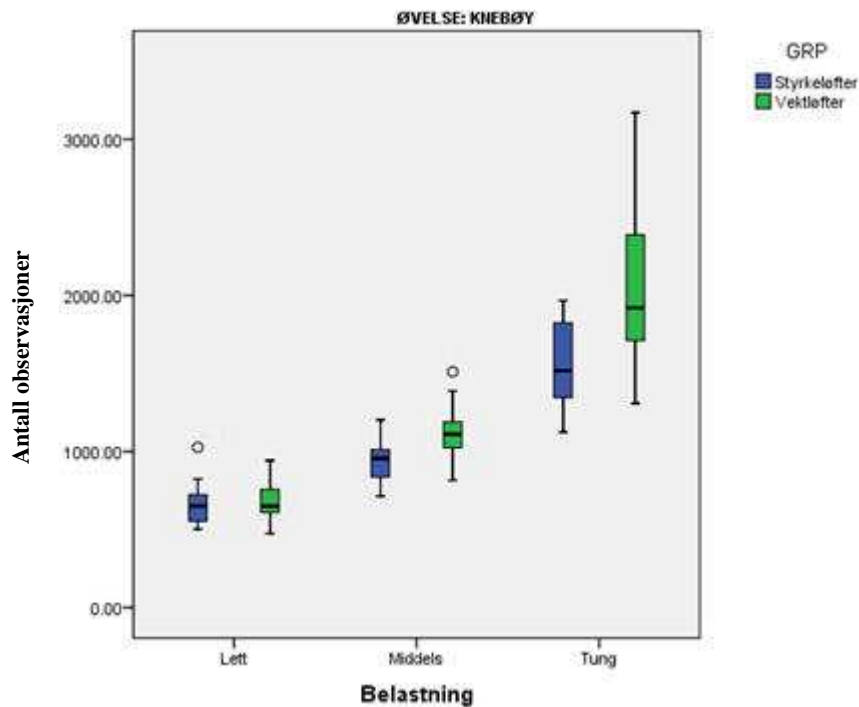 ØVELSE: KNEBØY
GRP
Styrkeløfter
Vektløfter
Antall observasjoner
3000.00
2000.00
1000.00
0.00
Lett Middels Tung
Belastning